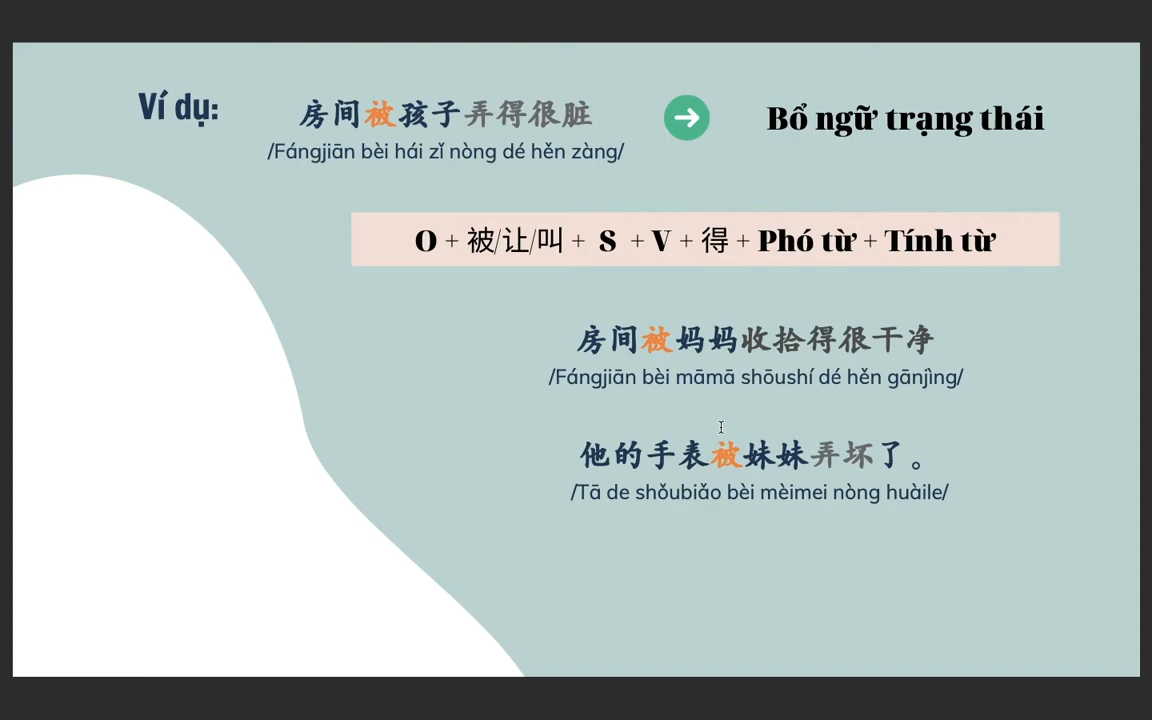 Ví dụ:
房间被孩子弄得很脏
/Fángjiān bèi hái zǐ nòng dé hěn zàng/
Bổ ngữ trạng thái
O + 被/让/叫 + S + V + 得 + Phó từ + Tính từ
房间被妈妈收拾得很干净
/Fángjiān bèi māmā shōushí dé hěn gānjìng/
他的手表被妹妹弄坏了。
/Tā de shǒubiǎo bèi mèimei nòng huàile/